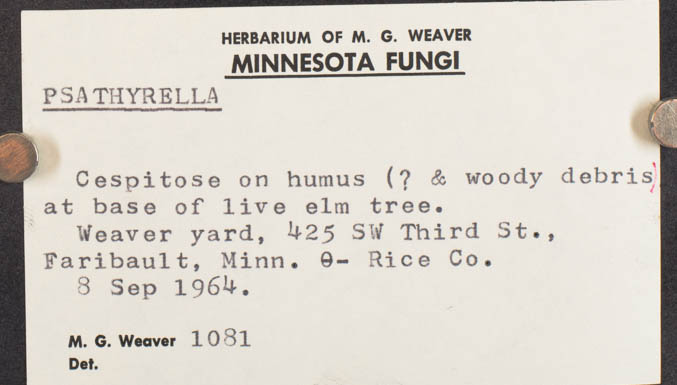 HERBARIUM OF M. G. WEAVER
MINNESOTA FUNGI
PSATHYRELLA
Cespitose on humus (? & woody debris)
at base of live elm tree.
Weaver yard, 425 SW Third St.,
Faribault, Minn. θ- Rice Co.
8 Sep 1964.
M. G. Weaver 1081
Det.